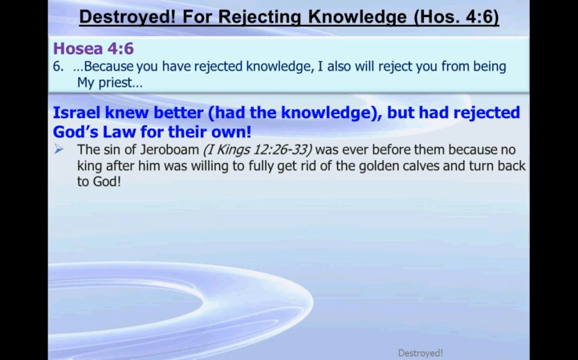 Destroyed! For Rejecting Knowledge (Hos. 4:6)
Hosea 4:6
6. …Because you have rejected knowledge, I also will reject you from being
My priest…
Israel knew better (had the knowledge), but had rejected
God's Law for their own!
➢ The sin of Jeroboam (I Kings 12:26-33) was ever before them because no
king after him was willing to fully get rid of the golden calves and turn back
to God!
Destroyed!